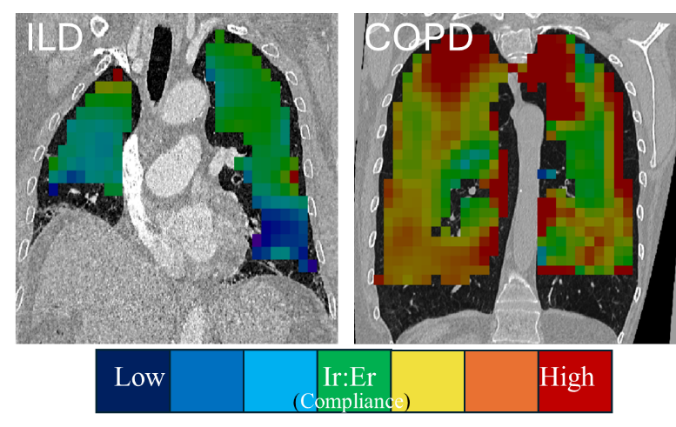 ILD
COPD
Low
Ir:Er
High
(Compliance)